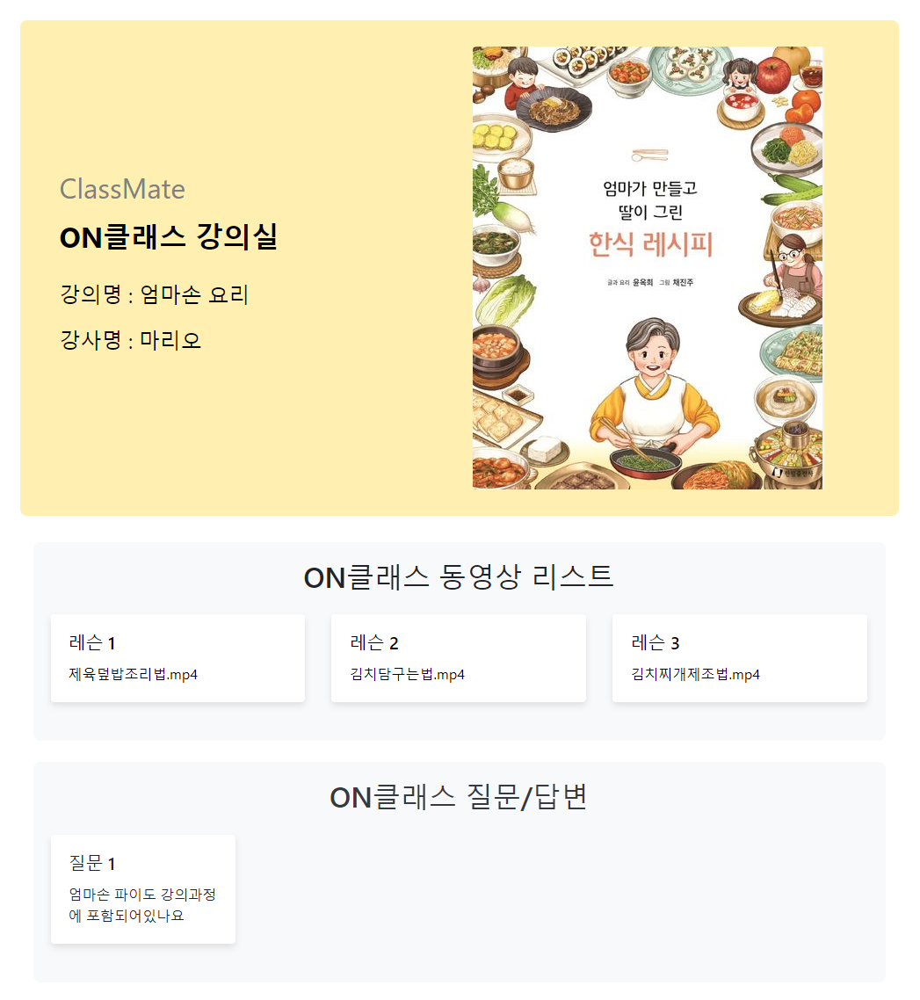 ClassMate
ON클래스 강의실
강의명 : 엄마손 요리
강사명 : 마리오
엄마가 만들고
딸이 그린
한식 레시피
글과 요리 윤옥희 그림 채진주
한림출판사
ON클래스 동영상 리스트
레슨 1
제육덮밥조리법.mp4
레슨 2
김치담구는법.mp4
레슨 3
김치찌개제조법.mp4
ON클래스 질문/답변
질문 1
엄마손 파이도 강의과정
에 포함되어있나요